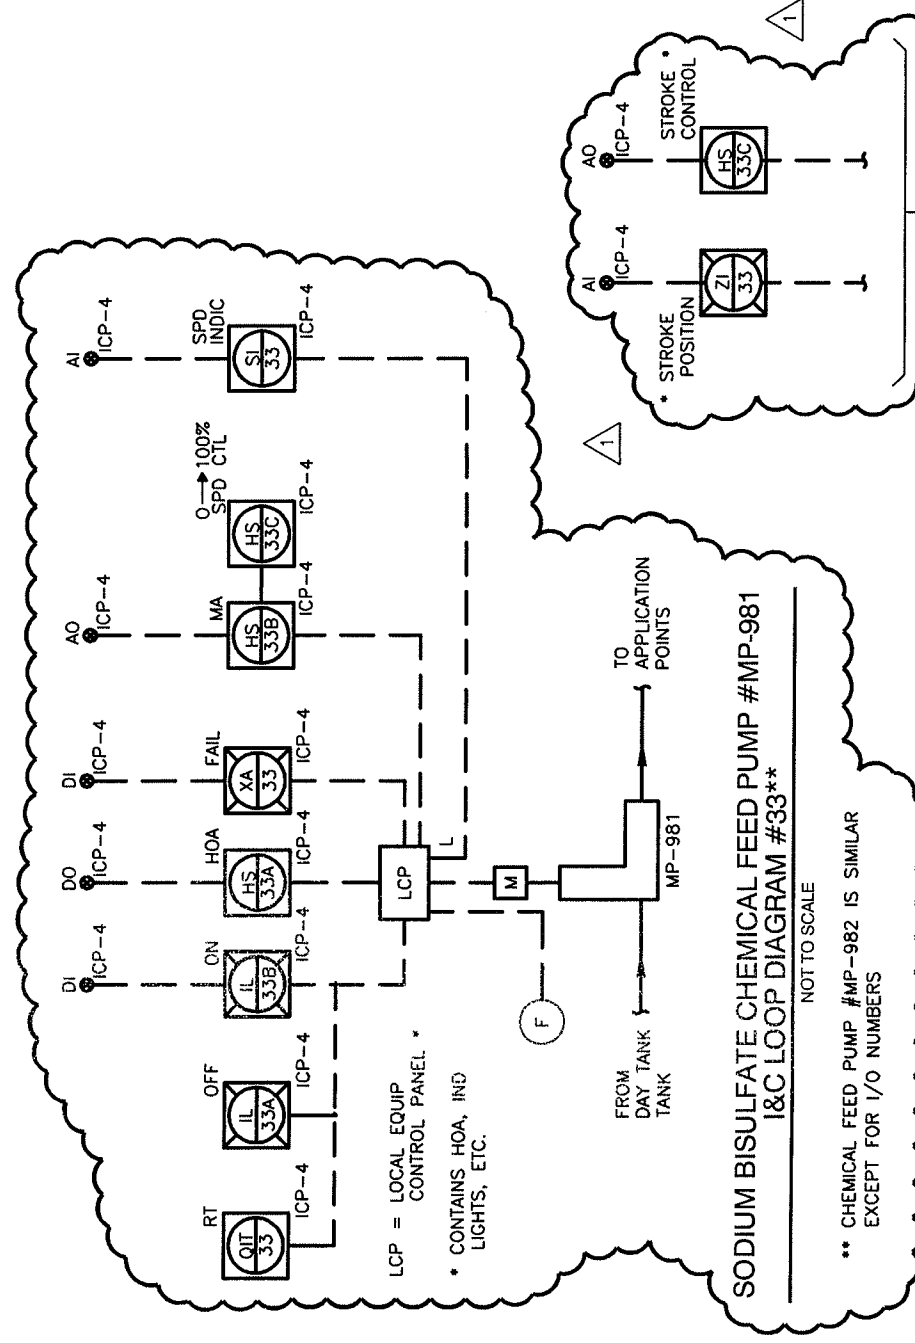 AI
ICP-4
SPD
INDIC
SI
33
ICP-4
0 → 100%
SPD CTL
HS
33C
ICP-4
AO
ICP-4
MA
HS
33B
ICP-4
DI
ICP-4
FAIL
XA
33
ICP-4
DO
ICP-4
HOA
HS
33A
ICP-4
DI
ICP-4
ON
IL
33B
ICP-4
OFF
IL
33A
ICP-4
RT
QIT
33
ICP-4
LCP
L
M
F
MP-981
FROM
DAY TANK
TANK
TO
APPLICATION
POINTS
LCP = LOCAL EQUIP
CONTROL PANEL *
* CONTAINS HOA, IND
LIGHTS, ETC.
SODIUM BISULFATE CHEMICAL FEED PUMP #MP-981
I&C LOOP DIAGRAM #33**
NOT TO SCALE
** CHEMICAL FEED PUMP #MP-982 IS SIMILAR
EXCEPT FOR I/O NUMBERS
1
AI
ICP-4
* STROKE
POSITION
ZI
33
AO
ICP-4
STROKE *
CONTROL
HS
33C
1